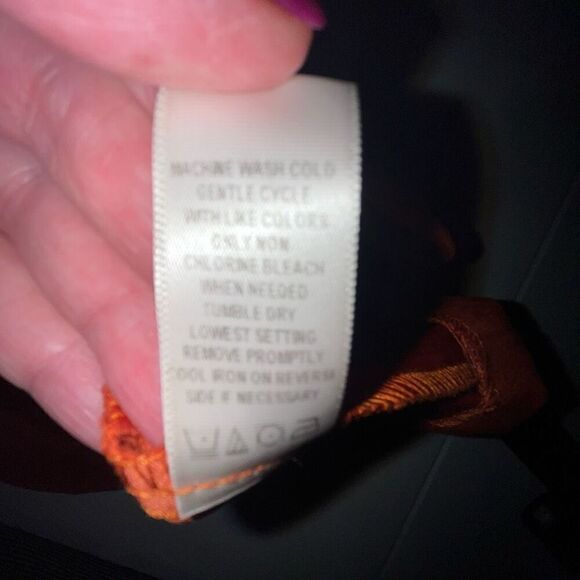 MACHINE WASH COLD
GENTLE CYCLE
WITH LIKE COLORS
ONLY NON
CHLORINE BLEACH
WHEN NEEDED
TUMBLE DRY
LOWEST SETTING
REMOVE PROMPTLY
COOL IRON ON REVERSE
SIDE IF NECESSARY